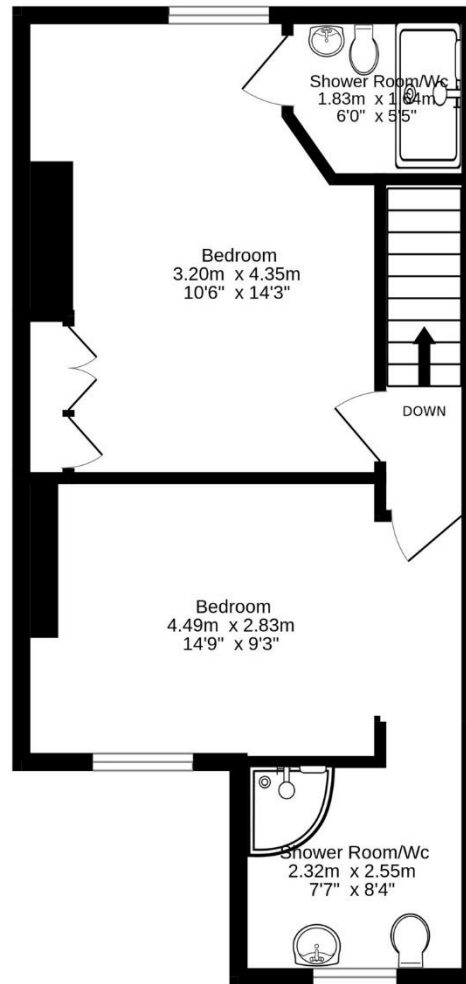 Shower Room/Wc
1.83m x 1.64m
6'0" x 5'5"
Bedroom
3.20m x 4.35m
10'6" x 14'3"
DOWN
Bedroom
4.49m x 2.83m
14'9" x 9'3"
Shower Room/Wc
2.32m x 2.55m
7'7" x 8'4"